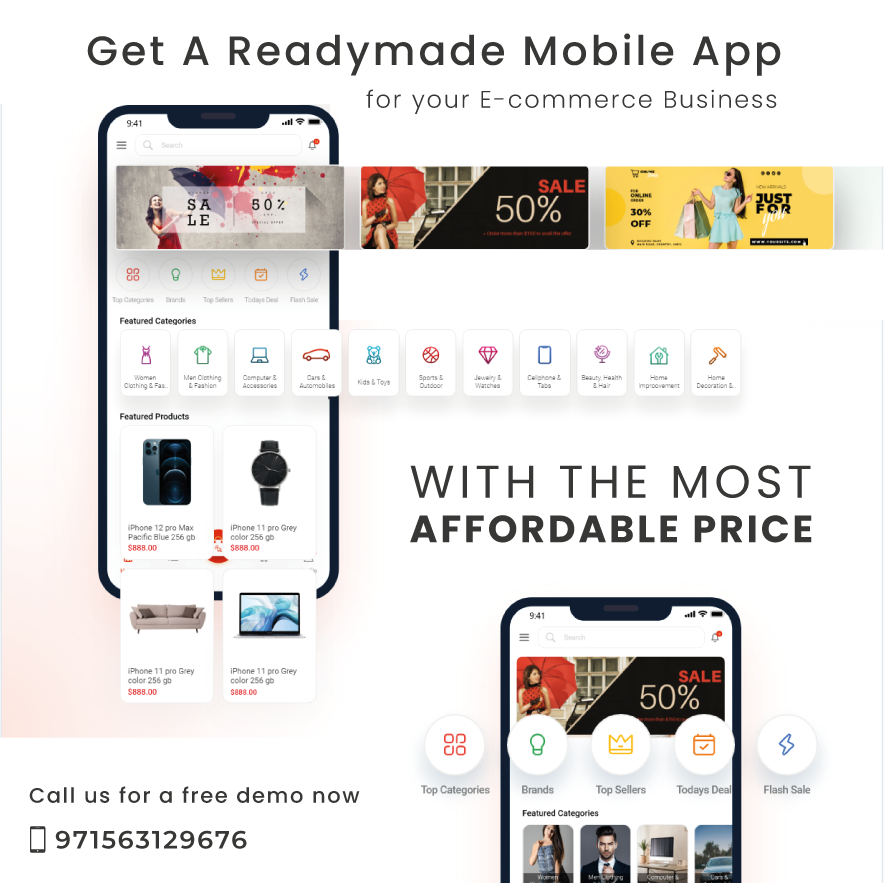 Get A Readymade Mobile App
for your E-commerce Business
9:41
Search
SA
LE
50%
SPECIAL OFFER
SALE
50%
FOR
ONLINE
ORDER
30%
OFF
NEW ARRIVALS
JUST
FOR
you
WWW.YOURSITE.COM
Top Categories
Brands
Top Sellers
Todays Deal
Flash Sale
Featured Categories
Women
Clothing & Fas..
Men Clothing
& Fashion
Computer &
Accessories
Cars &
Automobiles
Kids & Toys
Sports &
Outdoor
Jewelry &
Watches
Cellphone &
Tabs
Beauty, Health
& Hair
Home
Improvement
Home
Decoration &..
Featured Products
iPhone 12 pro Max
Pacific Blue 256 gb
$888.00
iPhone 11 pro Grey
color 256 gb
$888.00
iPhone 11 pro Grey
color 256 gb
$888.00
iPhone 11 pro Grey
color 256 gb
$888.00
WITH THE MOST
AFFORDABLE PRICE
9:41
Search
SALE
50%
Top Categories
Brands
Top Sellers
Todays Deal
Flash Sale
Featured Categories
Women
Men Clothing
Computer &
Cars &
Call us for a free demo now
971563129676